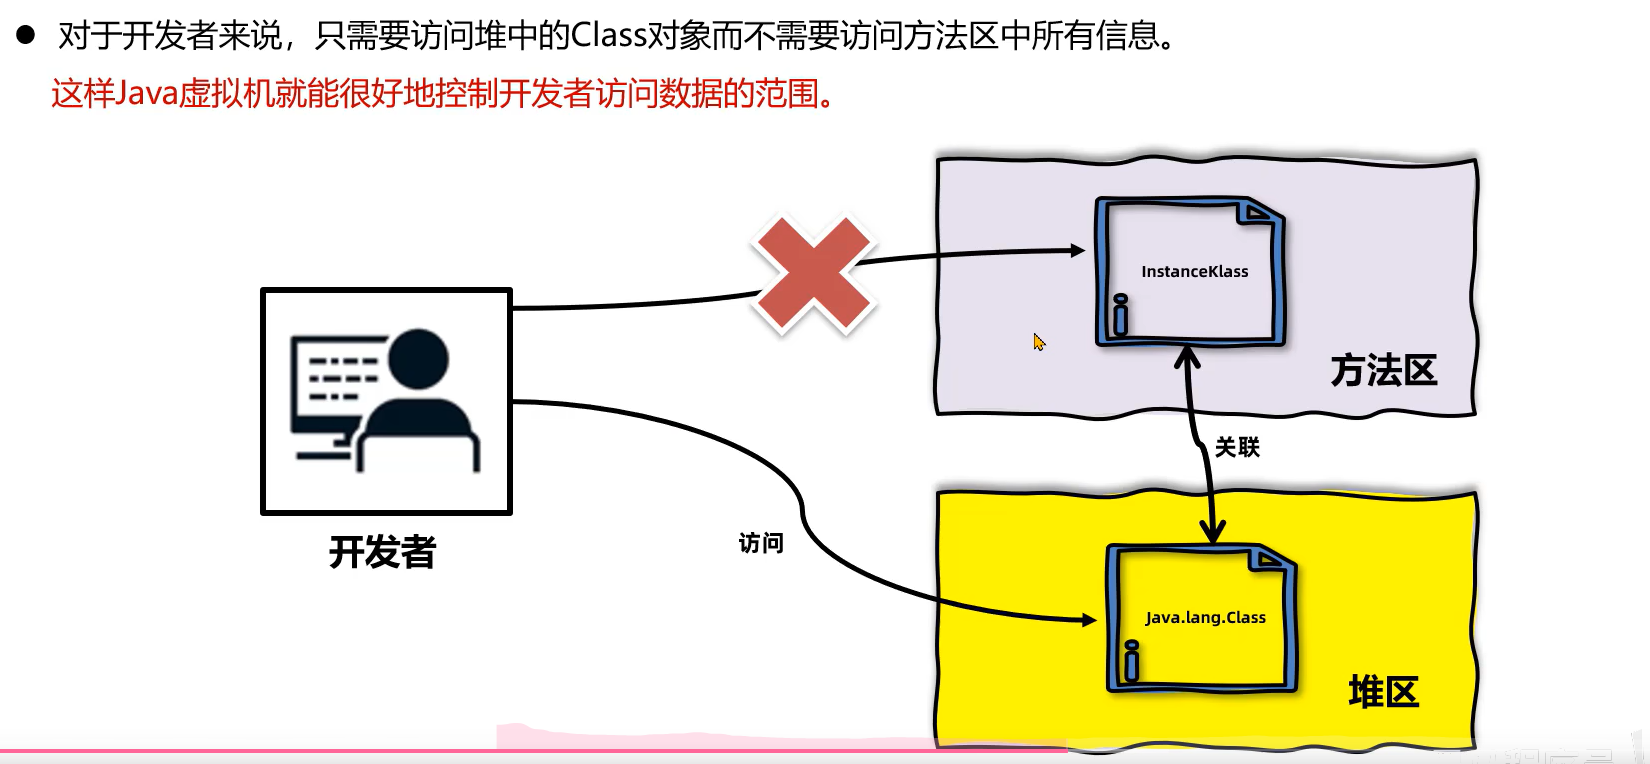 对于开发者来说，只需要访问堆中的Class对象而不需要访问方法区中所有信息。
这样Java虚拟机就能很好地控制开发者访问数据的范围。
InstanceKlass
方法区
关联
开发者
访问
Java.lang.Class
堆区